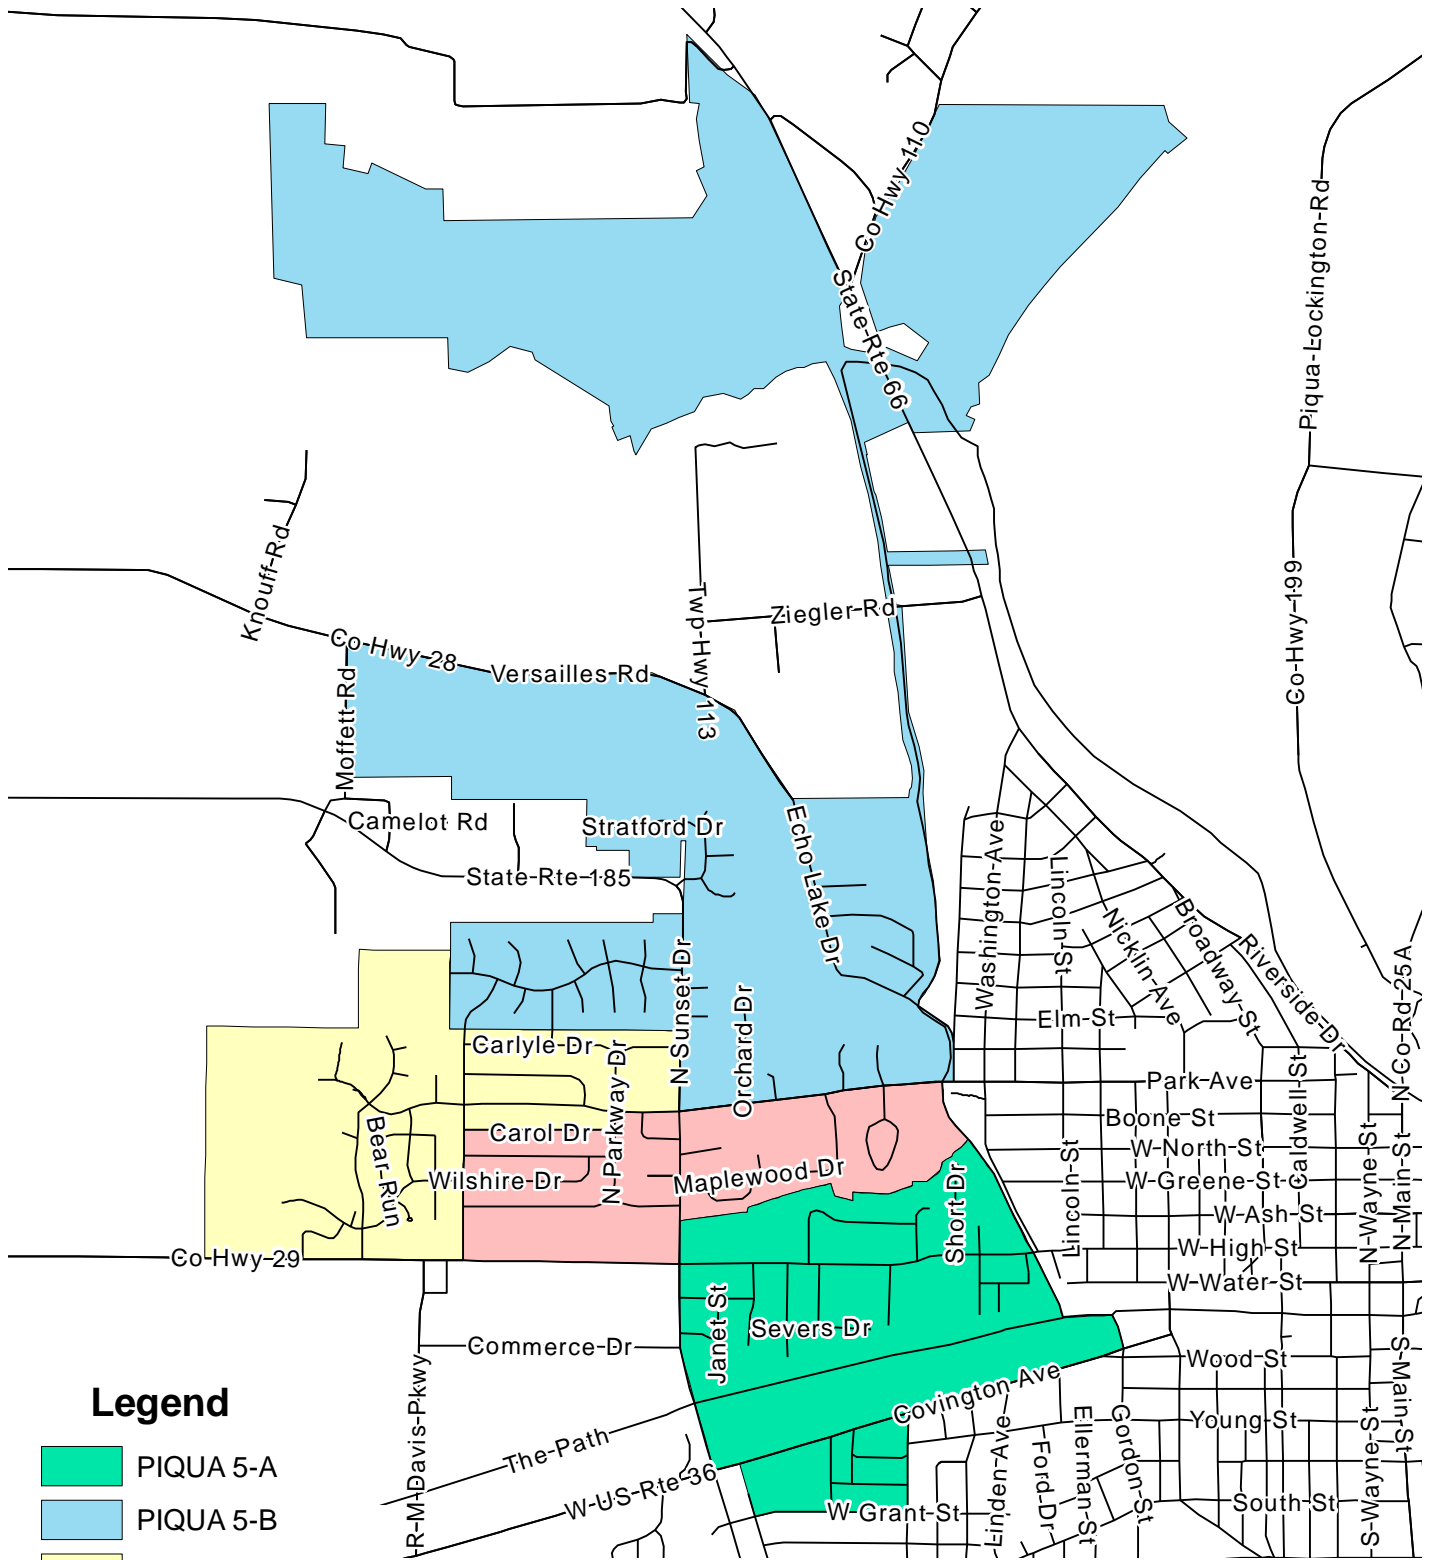 Co Hwy 110
State Rte 66
Piqua-Lockington Rd
Knouff Rd
Co Hwy 199
Ziegler Rd
Twp Hwy 113
Co Hwy 28
Versailles Rd
Moffett Rd
Camelot Rd
Stratford Dr
Echo Lake Dr
State Rte 185
Washington Ave
Lincoln St
Nicklin Ave
Broadway St
Riverside Dr
N Co Rd 25A
N Sunset Dr
Orchard Dr
Elm St
Carlyle Dr
N Parkway Dr
Park Ave
Caldwell St
Boone St
Carol Dr
Bear Run
W North St
N Wayne St
N Main St
Lincoln St
Wilshire Dr
Maplewood Dr
Short Dr
W Greene St
W Ash St
Co Hwy 29
W High St
W Water St
Janet St
Severs Dr
Commerce Dr
Wood St
R M Davis Pkwy
Covington Ave
S Main St
Legend
The Path
Linden Ave
Ford Dr
Ellerman St
Gordon St
Young St
S Wayne St
PIQUA 5-A
W US Rte 36
W Grant St
South St
PIQUA 5-B